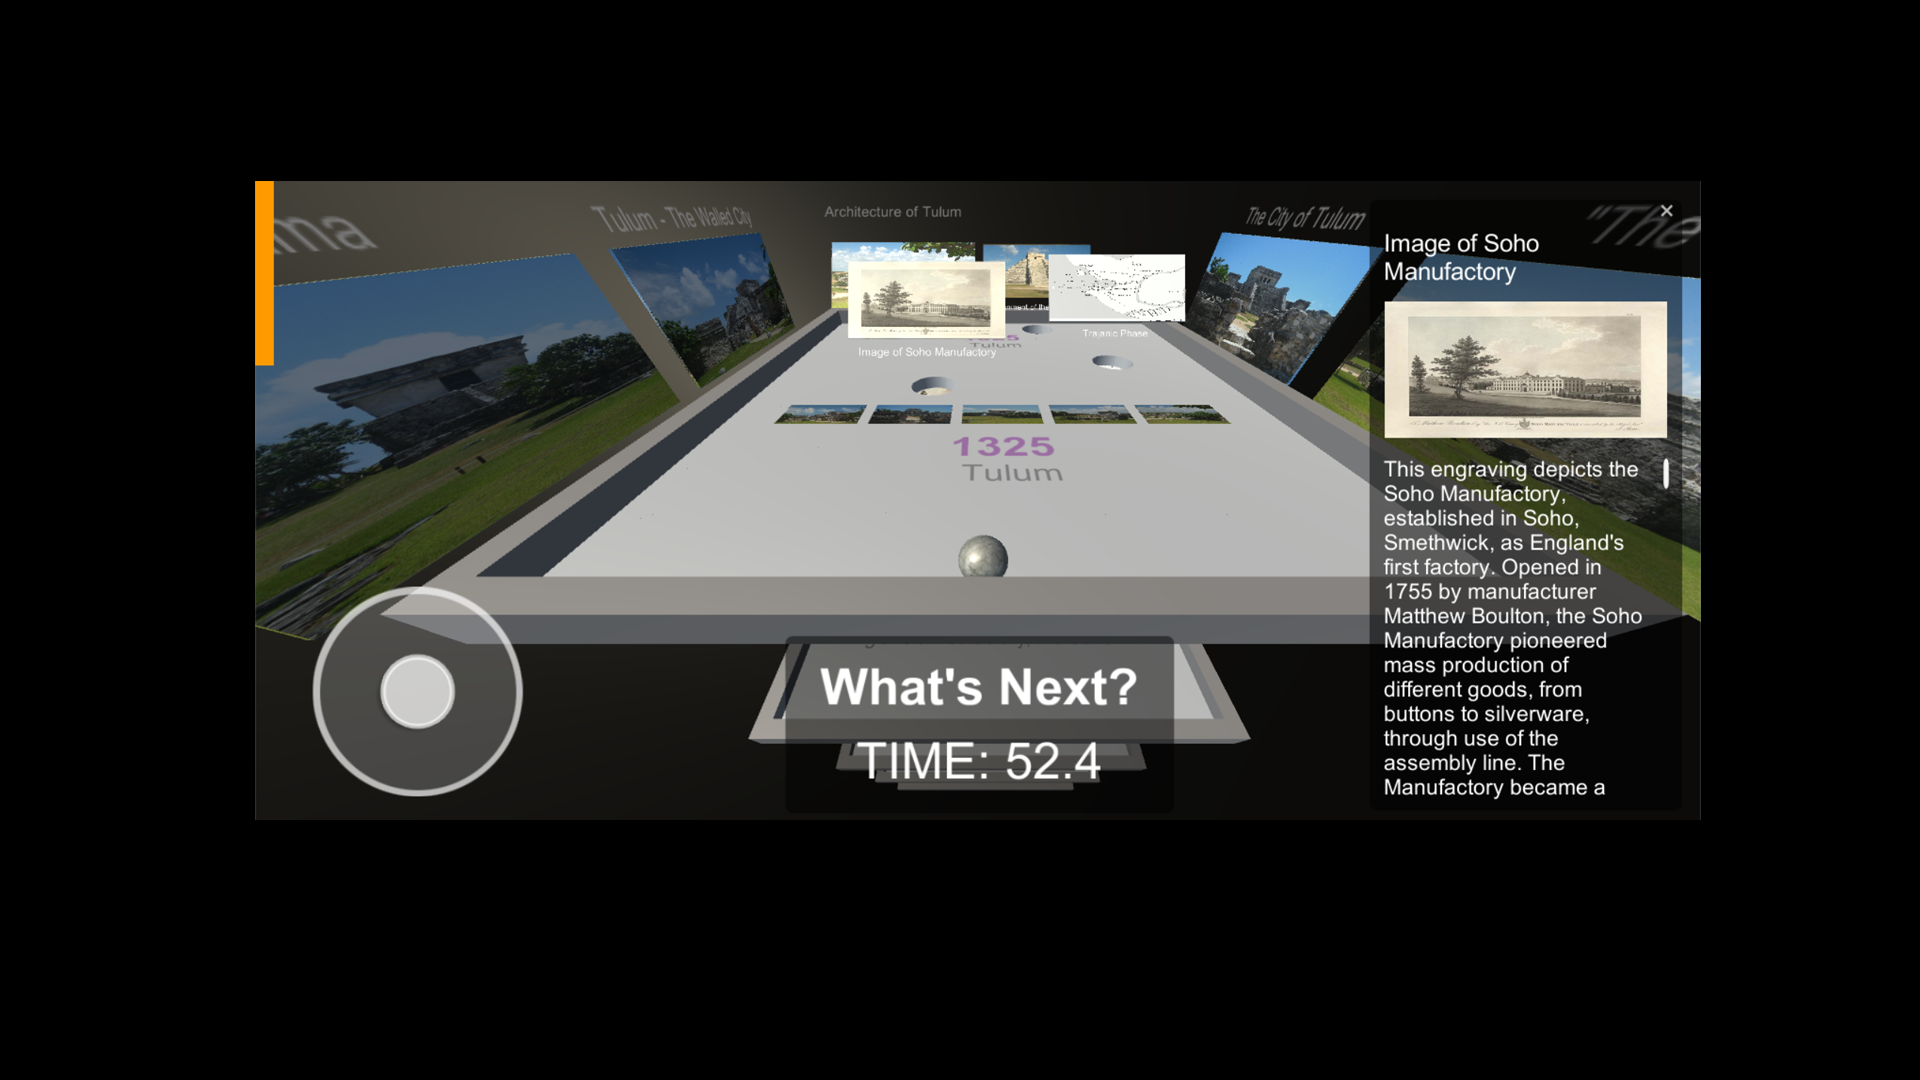 ma
Tulum - The Walled City
Architecture of Tulum
The City of Tulum
"The
×
Image of Soho
Manufactory
Trajanic Phase
Image of Soho Manufactory
Tulum
1325
Tulum
This engraving depicts the
Soho Manufactory,
established in Soho,
Smethwick, as England's
first factory. Opened in
1755 by manufacturer
Matthew Boulton, the Soho
Manufactory pioneered
mass production of
different goods, from
buttons to silverware,
through use of the
assembly line. The
Manufactory became a
What's Next?
TIME: 52.4